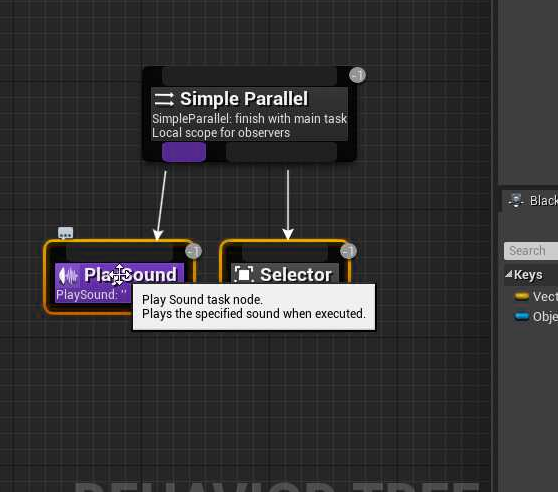 -1
Simple Parallel
SimpleParallel: finish with main task
Local scope for observers
Black
Search
Keys
Vect
Obje
-1
-1
PlaySound
Selector
PlaySound: ''
Play Sound task node.
Plays the specified sound when executed.
BEHAVIOR TREE